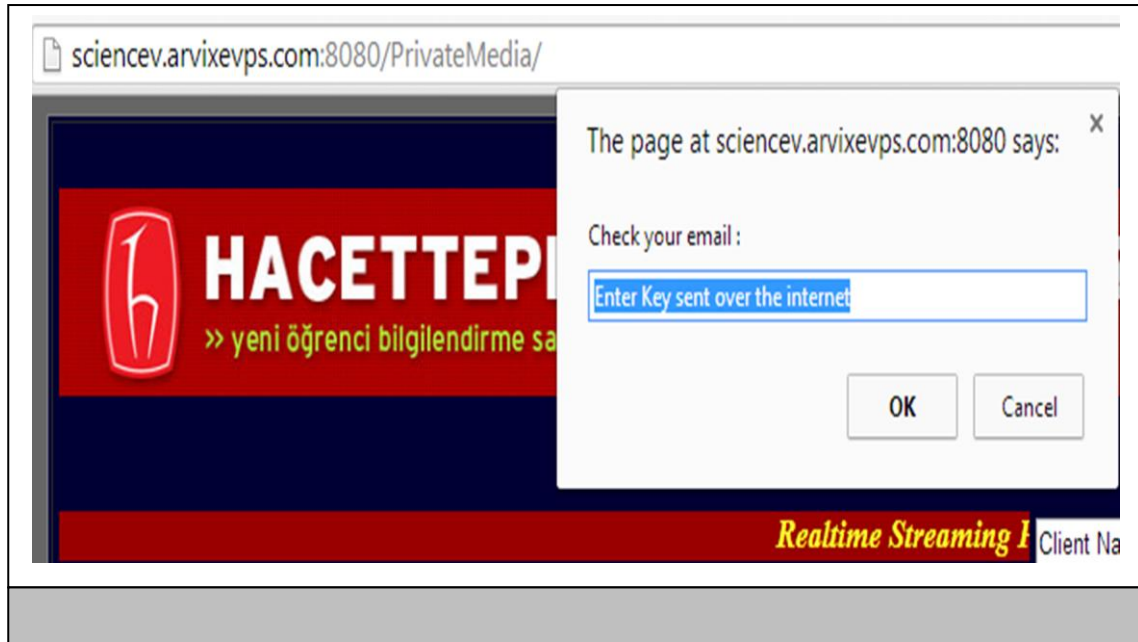 sciencev.arvixevps.com:8080/PrivateMedia/
The page at sciencev.arvixevps.com:8080 says:
Check your email :
Enter Key sent over the internet
OK Cancel
HACETTEP
>> yeni öğrenci bilgilendirme sa
Realtime Streaming
Client Na